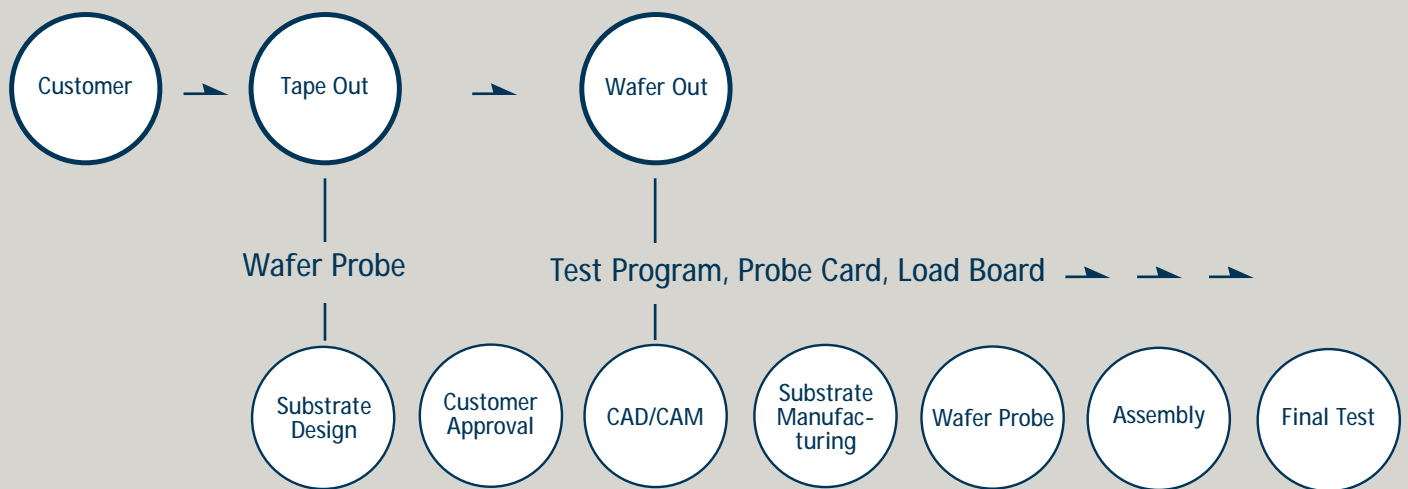 Customer
Tape Out
Wafer Out
Wafer Probe
Test Program, Probe Card, Load Board
Substrate
Design
Customer
Approval
CAD/CAM
Substrate
Manufac-
turing
Wafer Probe
Assembly
Final Test